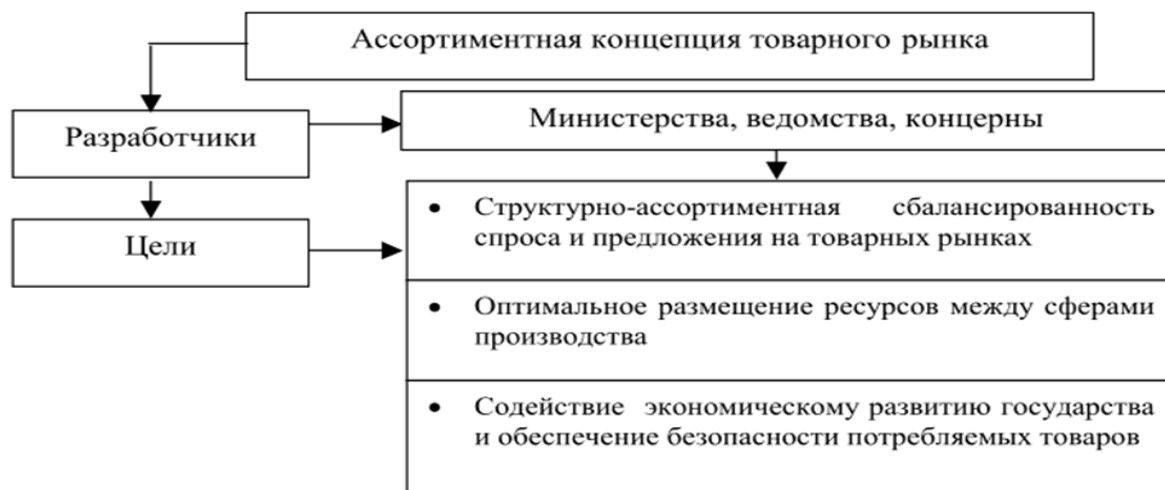 Ассортиментная концепция товарного рынка
Разработчики
Министерства, ведомства, концерны
Цели
• Структурно-ассортиментная сбалансированность
спроса и предложения на товарных рынках
• Оптимальное размещение ресурсов между сферами
производства
• Содействие экономическому развитию государства
и обеспечение безопасности потребляемых товаров